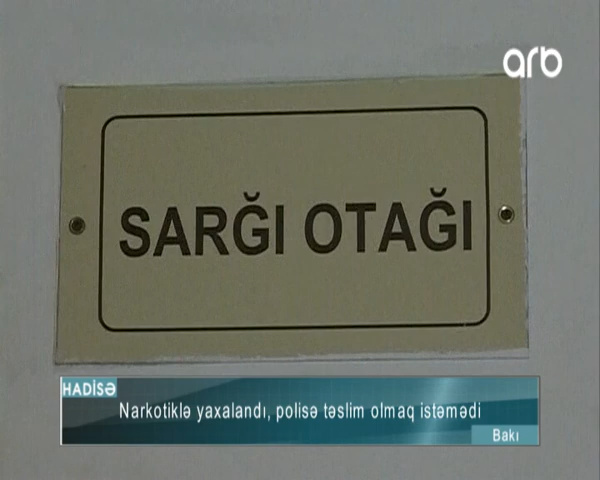 arb
SARĞI OTAĞI
HADİSƏ
Narkotiklə yaxalandı, polisə təslim olmaq istəmədi
Bakı